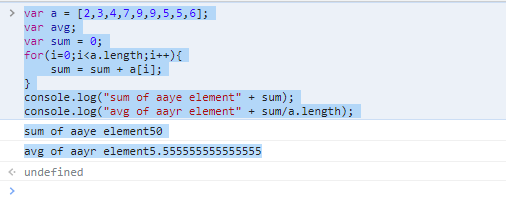 > var a = [2,3,4,7,9,9,5,5,6];
var avg;
var sum = 0;
for(i=0;i<a.length;i++){
    sum = sum + a[i];
}
console.log("sum of aaye element" + sum);
console.log("avg of aayr element" + sum/a.length);
sum of aaye element50
avg of aayr element5.555555555555555
undefined
>